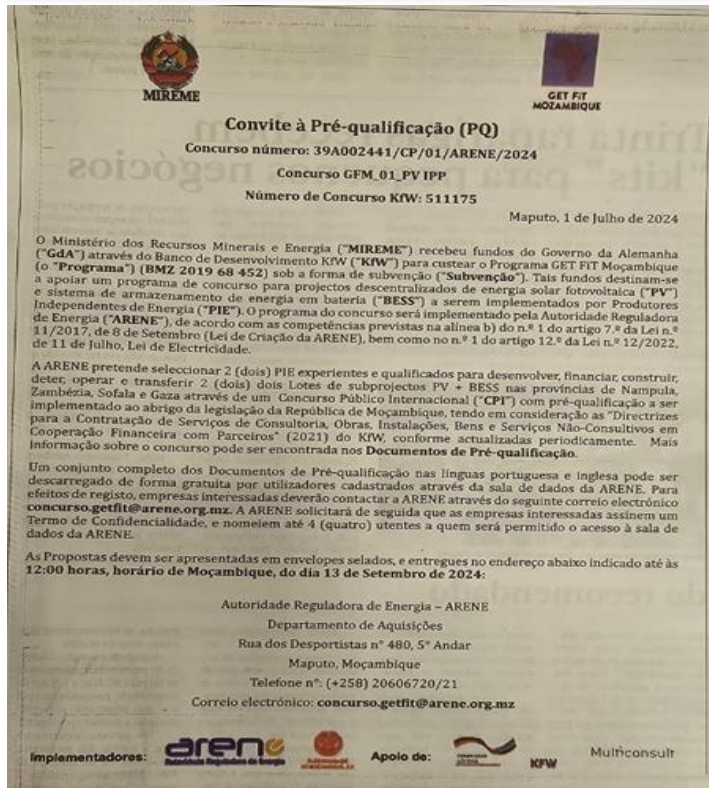 MIREME
GET FiT
MOZAMBIQUE
Convite à Pré-qualificação (PQ)
Concurso número: 39A002441/CP/01/ARENE/2024
Concurso GFM_01_PV IPP
Número de Concurso KfW: 511175
Maputo, 1 de Julho de 2024
O Ministério dos Recursos Minerais e Energia ("MIREME") recebeu fundos do Governo da Alemanha
("GdA") através do Banco de Desenvolvimento KfW ("KfW") para custear o Programa GET FiT Moçambique
(o "Programa") (BMZ 2019 68 452) sob a forma de subvenção ("Subvenção"). Tais fundos destinam-se
a apoiar um programa de concurso para projectos descentralizados de energia solar fotovoltaica ("PV")
e sistema de armazenamento de energia em bateria ("BESS") a serem implementados por Produtores
Independentes de Energia ("PIE"). O programa do concurso será implementado pela Autoridade Reguladora
de Energia ("ARENE"), de acordo com as competências previstas na alínea b) do n.º 1 do artigo 7.º da Lei n.º
11/2017, de 8 de Setembro (Lei de Criação da ARENE), bem como no n.º 1 do artigo 12.º da Lei n.º 12/2022,
de 11 de Julho, Lei de Electricidade.
A ARENE pretende seleccionar 2 (dois) PIE experientes e qualificados para desenvolver, financiar, construir,
deter, operar e transferir 2 (dois) dois Lotes de subprojectos PV + BESS nas províncias de Nampula,
Zambézia, Sofala e Gaza através de um Concurso Público Internacional ("CPI") com pré-qualificação a ser
implementado ao abrigo da legislação da República de Moçambique, tendo em consideração as "Directrizes
para a Contratação de Serviços de Consultoria, Obras, Instalações, Bens e Serviços Não-Consultivos em
Cooperação Financeira com Parceiros" (2021) do KfW, conforme actualizadas periodicamente. Mais
informação sobre o concurso pode ser encontrada nos Documentos de Pré-qualificação.
Um conjunto completo dos Documentos de Pré-qualificação nas línguas portuguesa e inglesa pode ser
descarregado de forma gratuita por utilizadores cadastrados através da sala de dados da ARENE. Para
efeitos de registo, empresas interessadas deverão contactar a ARENE através do seguinte correio electrónico
concurso.getfit@arene.org.mz. A ARENE solicitará de seguida que as empresas interessadas assinem um
Termo de Confidencialidade, e nomeiem até 4 (quatro) utentes a quem será permitido o acesso à sala de
dados da ARENE.
As Propostas devem ser apresentadas em envelopes selados, e entregues no endereço abaixo indicado até às
12:00 horas, horário de Moçambique, do dia 13 de Setembro de 2024:
Autoridade Reguladora de Energia – ARENE
Departamento de Aquisições
Rua dos Desportistas n° 480, 5° Andar
Maputo, Moçambique
Telefone n°: (+258) 20606720/21
Correio electrónico: concurso.getfit@arene.org.mz
Implementadores:
arene
Autoridade Reguladora de Energia
Apoio de:
KFW
Multiconsult